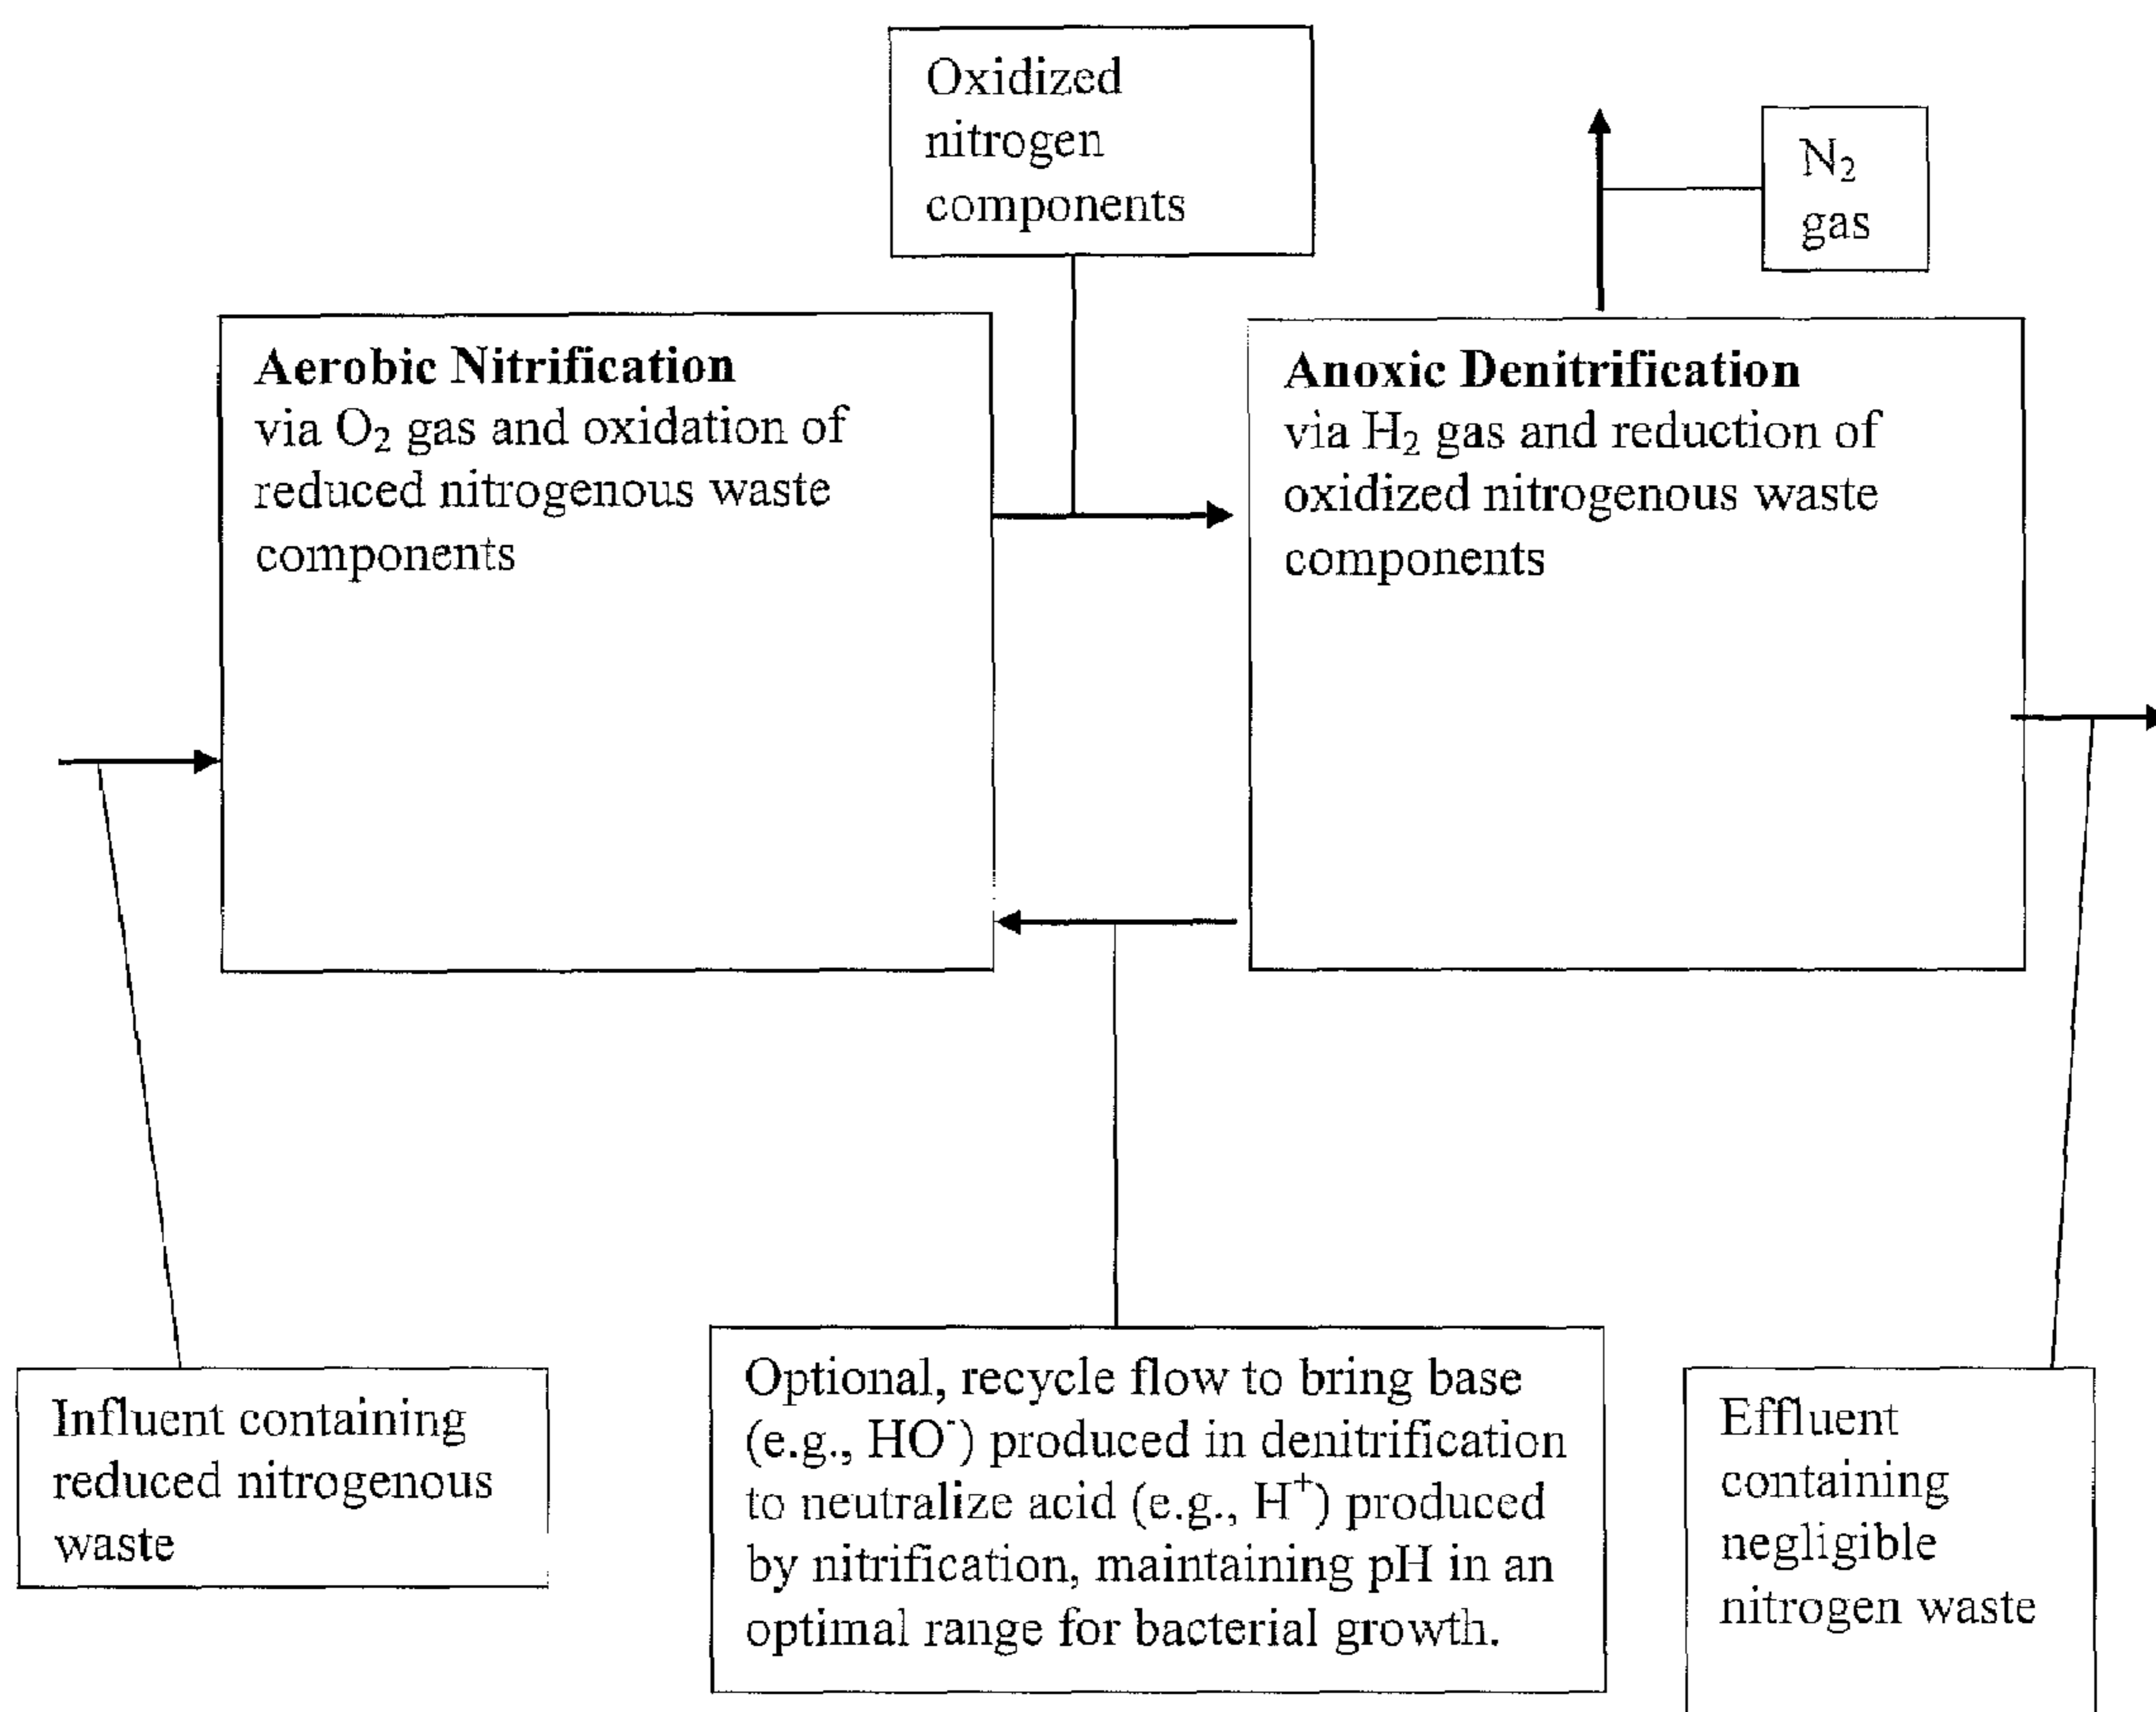 Oxidized
nitrogen
components
N₂
gas
Aerobic Nitrification
via O₂ gas and oxidation of
reduced nitrogenous waste
components
Anoxic Denitrification
via H₂ gas and reduction of
oxidized nitrogenous waste
components
Influent containing
reduced nitrogenous
waste
Optional, recycle flow to bring base
(e.g., HO⁻) produced in denitrification
to neutralize acid (e.g., H⁺) produced
by nitrification, maintaining pH in an
optimal range for bacterial growth.
Effluent
containing
negligible
nitrogen waste